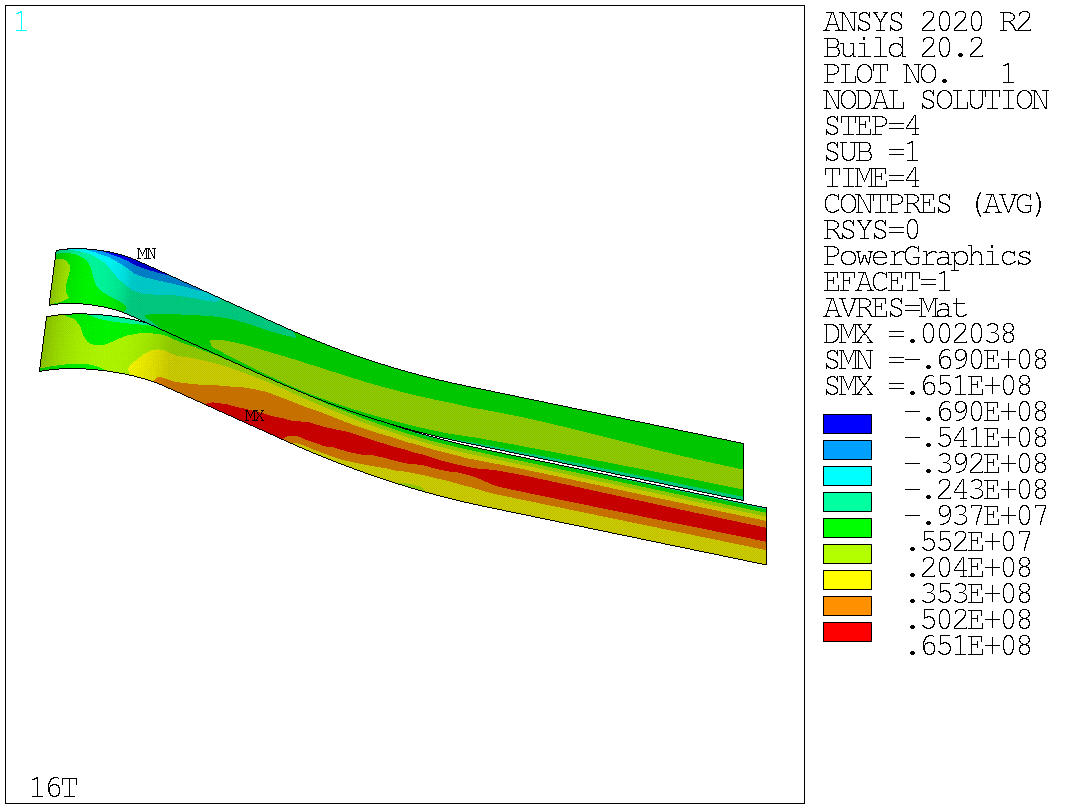 1
ANSYS 2020 R2
Build 20.2
PLOT NO.   1
NODAL SOLUTION
STEP=4
SUB =1
TIME=4
CONTPRES (AVG)
RSYS=0
PowerGraphics
EFACET=1
AVRES=Mat
DMX =.002038
SMN =-.690E+08
SMX =.651E+08
-.690E+08
-.541E+08
-.392E+08
-.243E+08
-.937E+07
.552E+07
.204E+08
.353E+08
.502E+08
.651E+08
MN
MX
16T